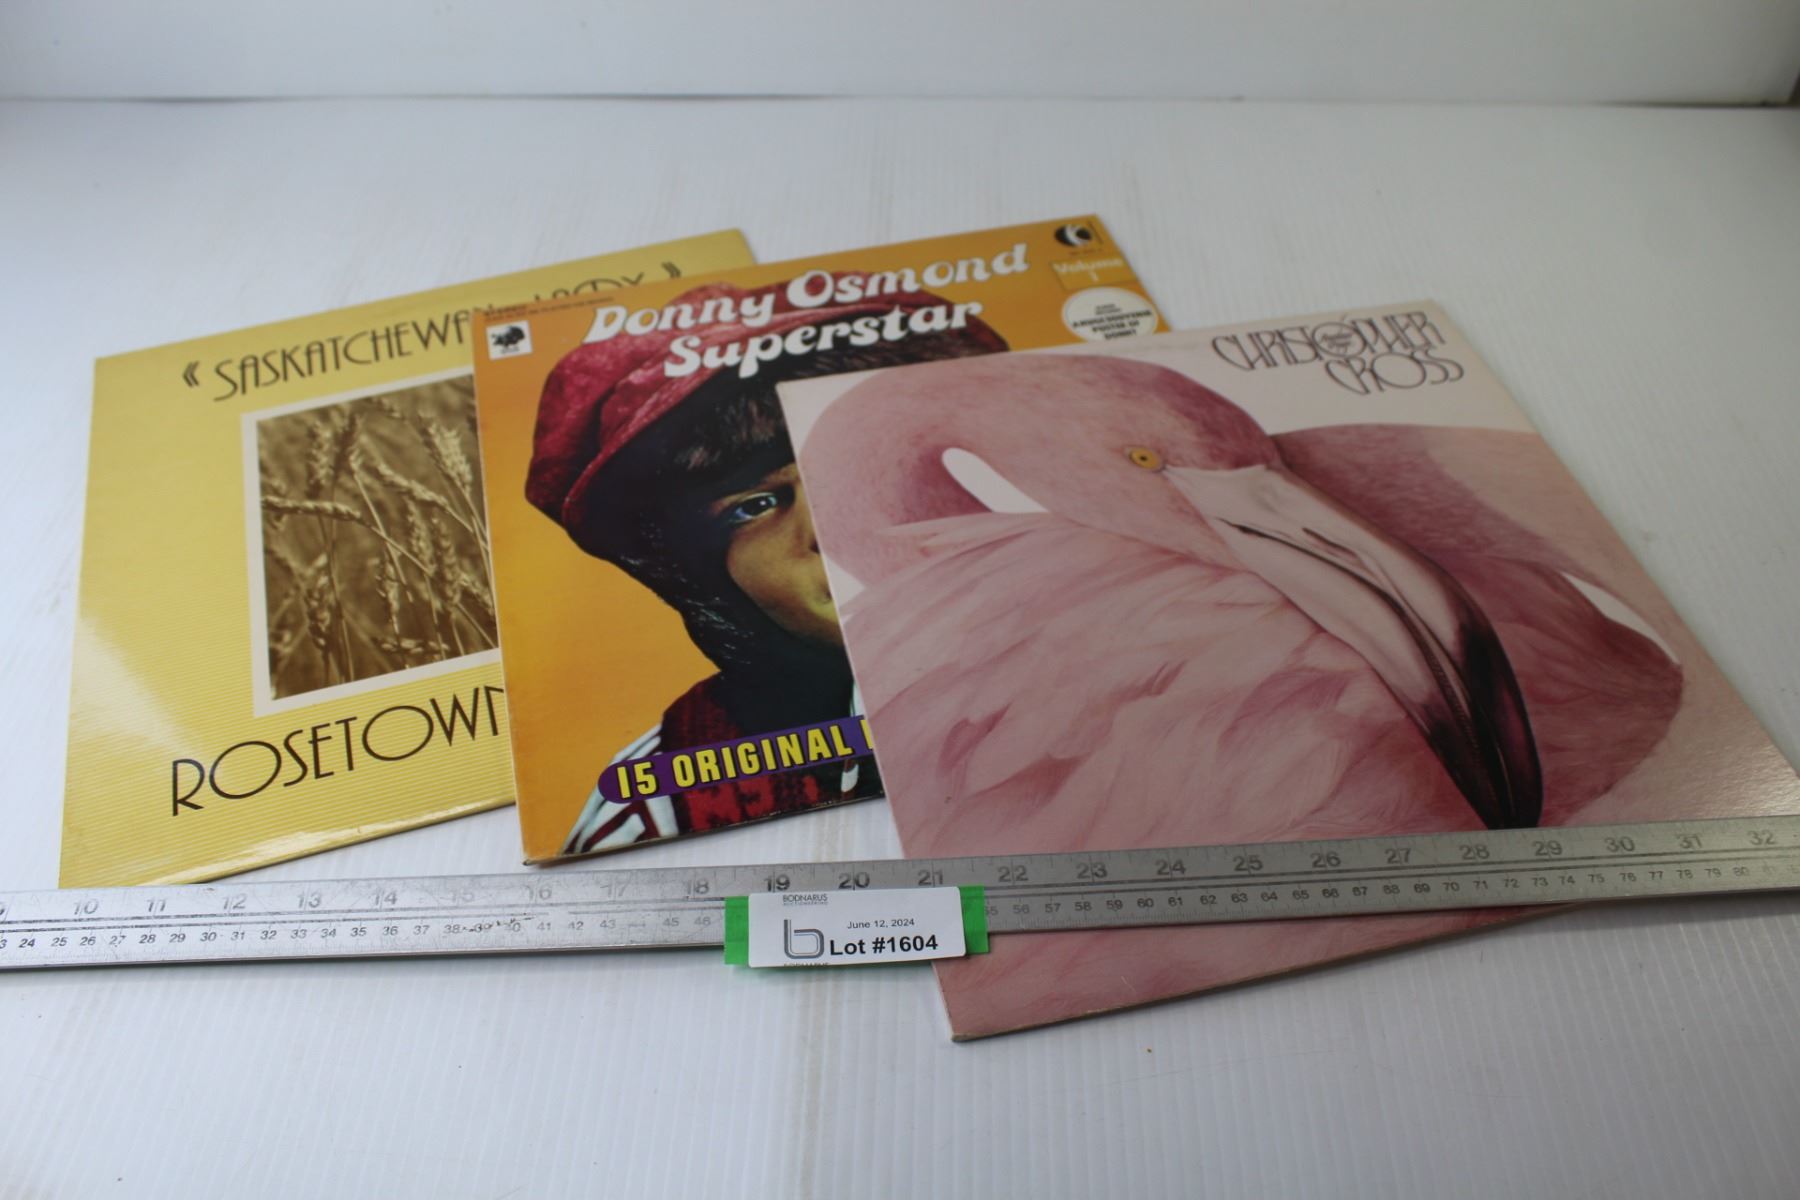 « SASKATCHEWAN LADY »
ROSETOWN
Donny Osmond
Superstar
Volume
1
15 ORIGINAL
CHRISTOPHER
CROSS
10 11 12 13 14 15 16 17 18 19 20 21 22 23 24 25 26 27 28 29 30 31 32
24 25 26 27 28 29 30 31 32 33 34 35 36 37 38 39 40 41 42 43 44 45 46
55 56 57 58 59 60 61 62 63 64 65 66 67 68 69 70 71 72 73 74 75 76 77 78 79 80
BODNARUS
AUCTIONEERING
June 12, 2024
Lot #1604